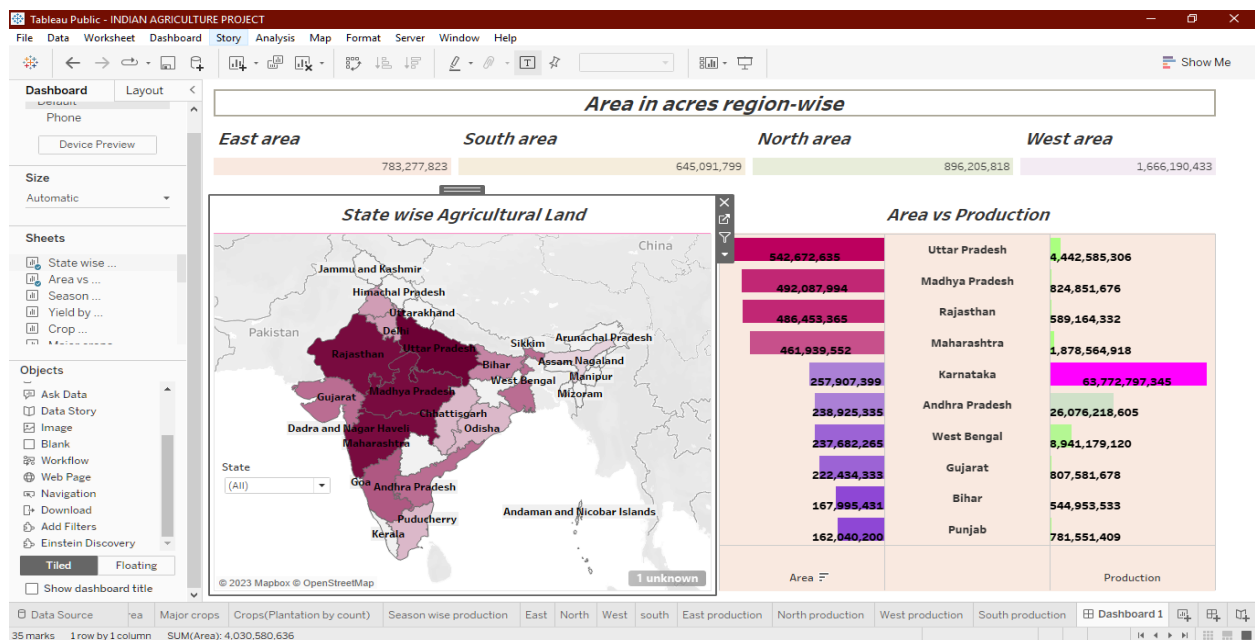 Tableau Public - INDIAN AGRICULTURE PROJECT
File Data Worksheet Dashboard Story Analysis Map Format Server Window Help
Show Me
Dashboard Layout
Default
Phone
Device Preview
Size
Automatic
Sheets
State wise ...
Area vs ...
Season ...
Yield by ...
Crop ...
Major crops
Objects
Ask Data
Data Story
Image
Blank
Workflow
Web Page
Navigation
Download
Add Filters
Einstein Discovery
Tiled Floating
Show dashboard title
Area in acres region-wise
East area South area North area West area
783,277,823 645,091,799 896,205,818 1,666,190,433
State wise Agricultural Land
China
Jammu and Kashmir
Himachal Pradesh
Uttarakhand
Pakistan
Delhi
Arunachal Pradesh
Sikkim
Rajasthan
Uttar Pradesh
Bihar
Assam Nagaland
West Bengal
Manipur
Gujarat
Madhya Pradesh
Mizoram
Chhattisgarh
Dadra and Nagar Haveli
Odisha
Maharashtra
State
(All)
Goa
Andhra Pradesh
Andaman and Nicobar Islands
Puducherry
Kerala
© 2023 Mapbox © OpenStreetMap
1 unknown
Area vs Production
542,672,635 Uttar Pradesh 4,442,585,306
492,087,994 Madhya Pradesh 824,851,676
486,453,365 Rajasthan 589,164,332
461,939,552 Maharashtra 1,878,564,918
257,907,399 Karnataka 63,772,797,345
238,925,335 Andhra Pradesh 26,076,218,605
237,682,265 West Bengal 8,941,179,120
222,434,333 Gujarat 807,581,678
167,995,431 Bihar 544,953,533
162,040,200 Punjab 781,551,409
Area Production
Data Source rea Major crops Crops(Plantation by count) Season wise production East North West south East production North production West production South production Dashboard 1
35 marks 1 row by 1 column SUM(Area): 4,030,580,636